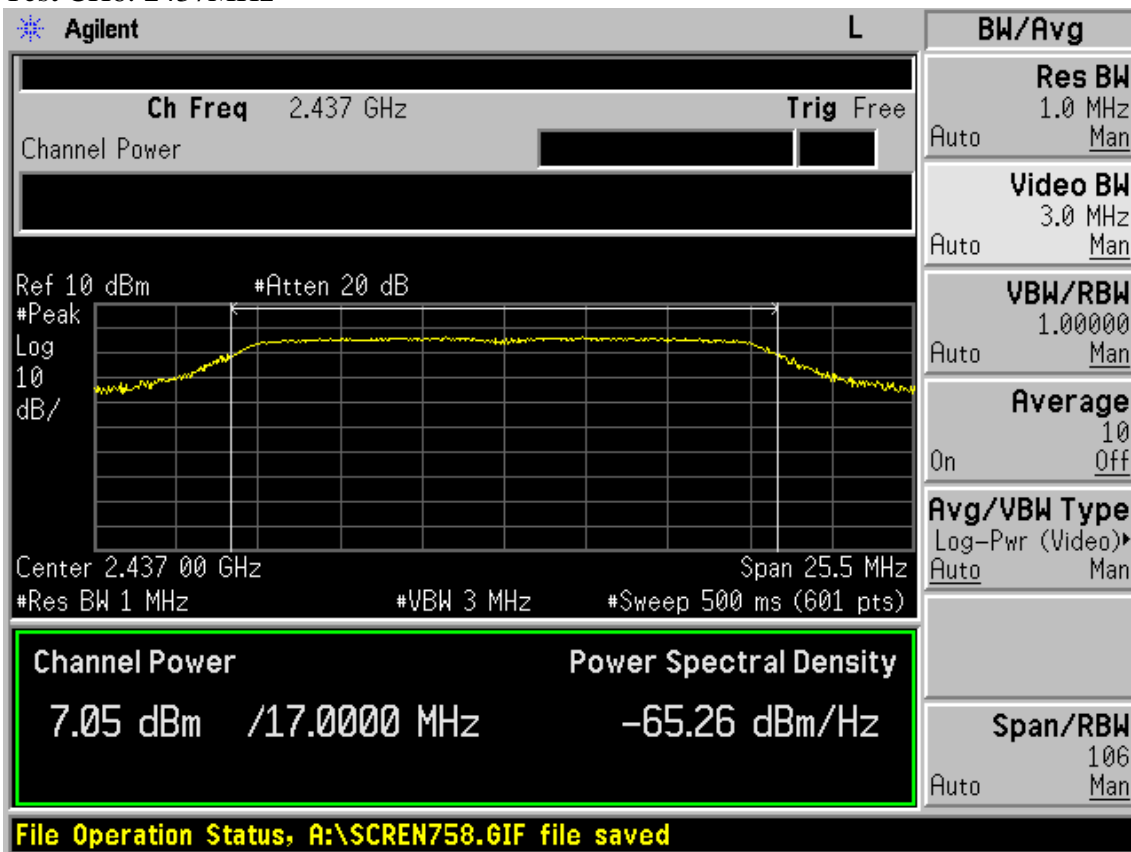 Agilent L
Ch Freq 2.437 GHz Trig Free
Channel Power
Ref 10 dBm #Atten 20 dB
#Peak
Log
10
dB/
Center 2.437 00 GHz Span 25.5 MHz
#Res BW 1 MHz #VBW 3 MHz #Sweep 500 ms (601 pts)
Channel Power Power Spectral Density
7.05 dBm /17.0000 MHz -65.26 dBm/Hz
File Operation Status, A:\SCREN758.GIF file saved
BW/Avg
Res BW
1.0 MHz
Auto Man
Video BW
3.0 MHz
Auto Man
VBW/RBW
1.00000
Auto Man
Average
10
On Off
Avg/VBW Type
Log-Pwr (Video)▸
Auto Man
Span/RBW
106
Auto Man